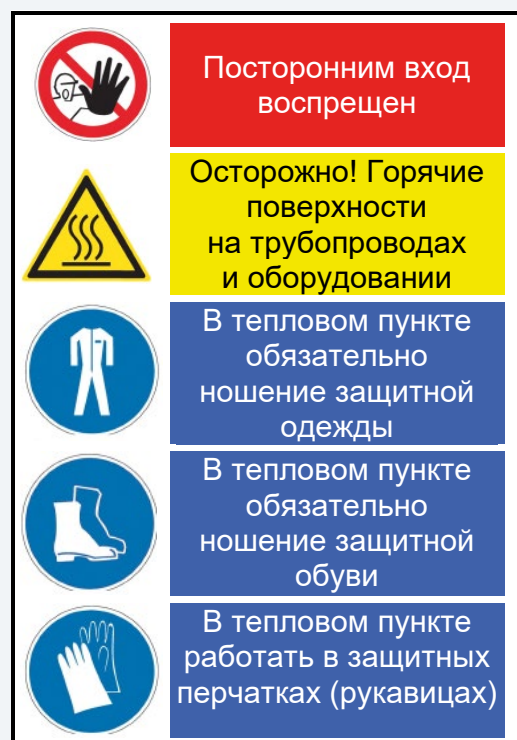 Посторонним вход
воспрещен
Осторожно! Горячие
поверхности
на трубопроводах
и оборудовании
В тепловом пункте
обязательно
ношение защитной
одежды
В тепловом пункте
обязательно
ношение защитной
обуви
В тепловом пункте
работать в защитных
перчатках (рукавицах)